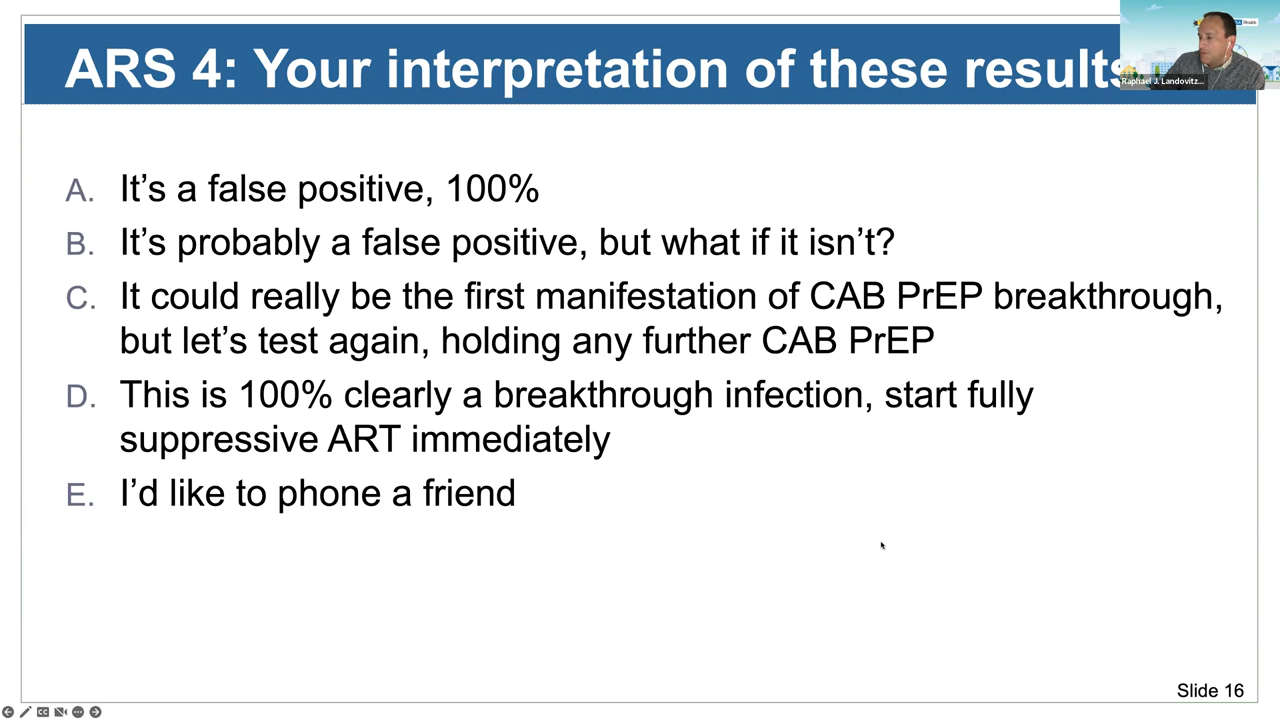 ARS 4: Your interpretation of these results
Raphael J. Landovitz...
A. It’s a false positive, 100%
B. It’s probably a false positive, but what if it isn’t?
C. It could really be the first manifestation of CAB PrEP breakthrough,
but let’s test again, holding any further CAB PrEP
D. This is 100% clearly a breakthrough infection, start fully
suppressive ART immediately
E. I’d like to phone a friend
Slide 16